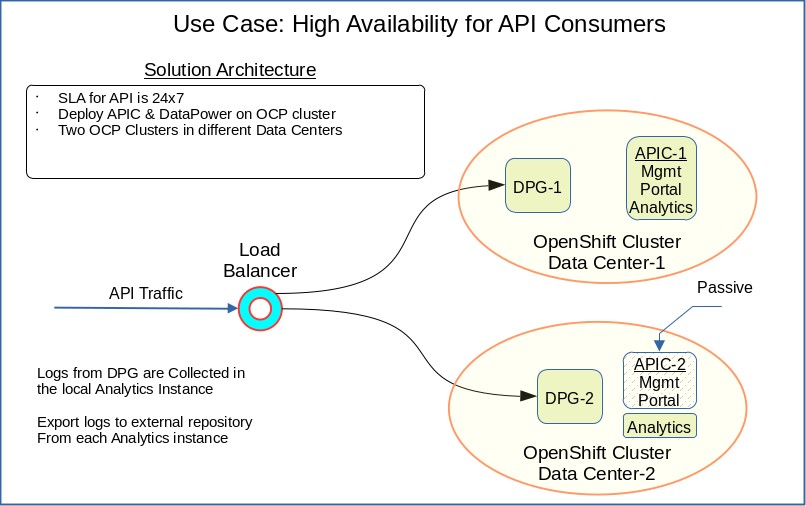 Use Case: High Availability for API Consumers
Solution Architecture
· SLA for API is 24x7
· Deploy APIC & DataPower on OCP cluster
· Two OCP Clusters in different Data Centers
DPG-1
APIC-1
Mgmt
Portal
Analytics
OpenShift Cluster
Data Center-1
Load
Balancer
API Traffic
Passive
Logs from DPG are Collected in
the local Analytics Instance
Export logs to external repository
From each Analytics instance
DPG-2
APIC-2
Mgmt
Portal
Analytics
OpenShift Cluster
Data Center-2